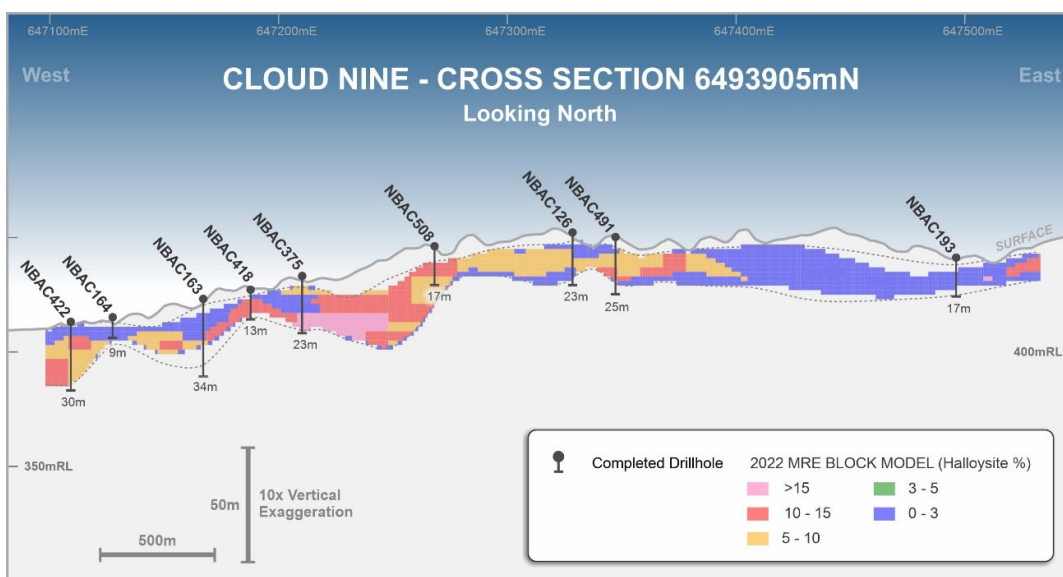 647100mE 647200mE 647300mE 647400mE 647500mE
West
East
CLOUD NINE - CROSS SECTION 6493905mN
Looking North
NBAC422
NBAC164
NBAC163
NBAC418
NBAC375
NBAC508
NBAC126
NBAC491
NBAC193
SURFACE
30m
9m
34m
13m
23m
17m
23m
25m
17m
400mRL
350mRL
50m
10x Vertical
Exaggeration
500m
Completed Drillhole
2022 MRE BLOCK MODEL (Halloysite %)
>15
10 - 15
5 - 10
3 - 5
0 - 3